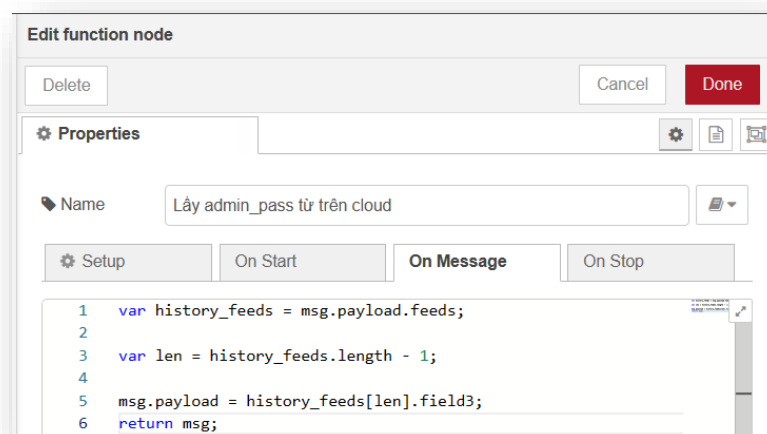 Edit function node
Delete
Cancel
Done
Properties
Name
Lấy admin_pass từ trên cloud
Setup
On Start
On Message
On Stop
1 var history_feeds = msg.payload.feeds;
2
3 var len = history_feeds.length - 1;
4
5 msg.payload = history_feeds[len].field3;
6 return msg;